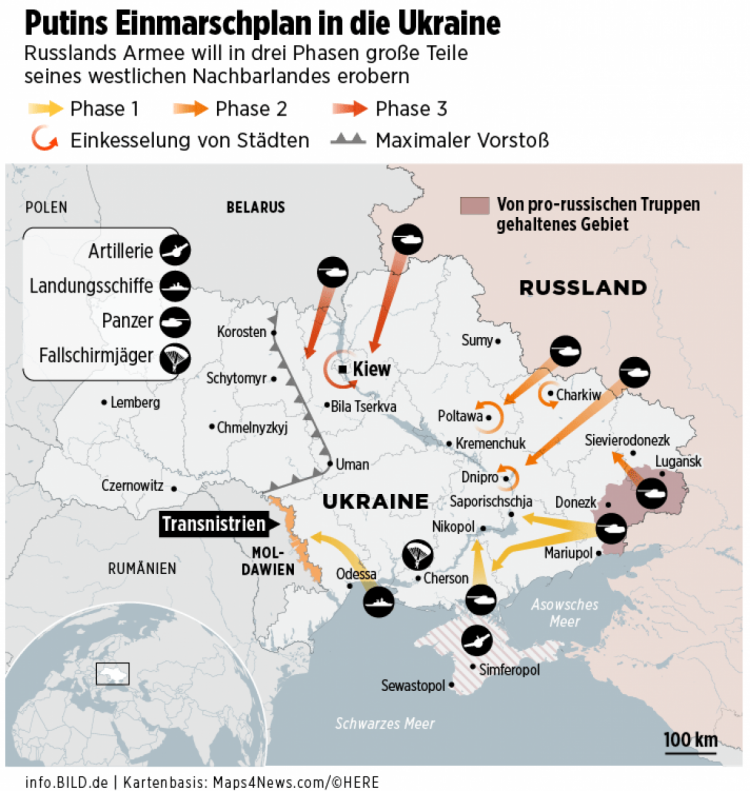 Putins Einmarschplan in die Ukraine
Russlands Armee will in drei Phasen große Teile
seines westlichen Nachbarlandes erobern
Phase 1
Phase 2
Phase 3
Einkesselung von Städten
Maximaler Vorstoß
POLEN
BELARUS
Von pro-russischen Truppen
gehaltenes Gebiet
Artillerie
Landungsschiffe
Panzer
Fallschirmjäger
RUSSLAND
Korosten
Sumy
Kiew
Schytomyr
Charkiw
Lemberg
Bila Tserkva
Poltawa
Chmelnyzkyj
Kremenchuk
Sievierodonezk
Uman
Lugansk
Czernowitz
Dnipro
UKRAINE
Saporischschja
Donezk
Transnistrien
Nikopol
MOL-
DAWIEN
Mariupol
RUMÄNIEN
Odessa
Cherson
Asowsches
Meer
Simferopol
Sewastopol
Schwarzes Meer
100 km
info.BILD.de | Kartenbasis: Maps4News.com/©HERE